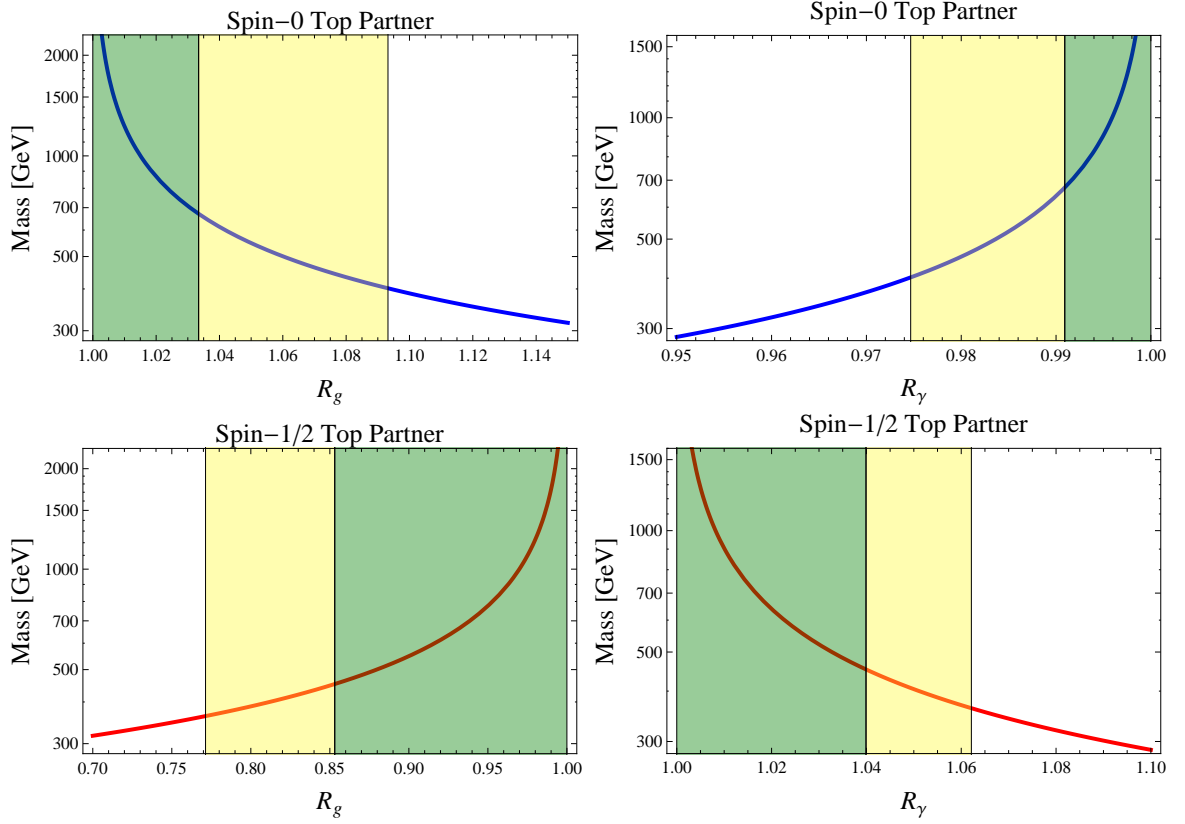 Spin−0 Top Partner
Mass [GeV]
2000
1500
1000
700
500
300
1.00 1.02 1.04 1.06 1.08 1.10 1.12 1.14
R_g
Spin−0 Top Partner
Mass [GeV]
1500
1000
700
500
300
0.95 0.96 0.97 0.98 0.99 1.00
R_γ
Spin−1/2 Top Partner
Mass [GeV]
2000
1500
1000
700
500
300
0.70 0.75 0.80 0.85 0.90 0.95 1.00
R_g
Spin−1/2 Top Partner
Mass [GeV]
1500
1000
700
500
300
1.00 1.02 1.04 1.06 1.08 1.10
R_γ